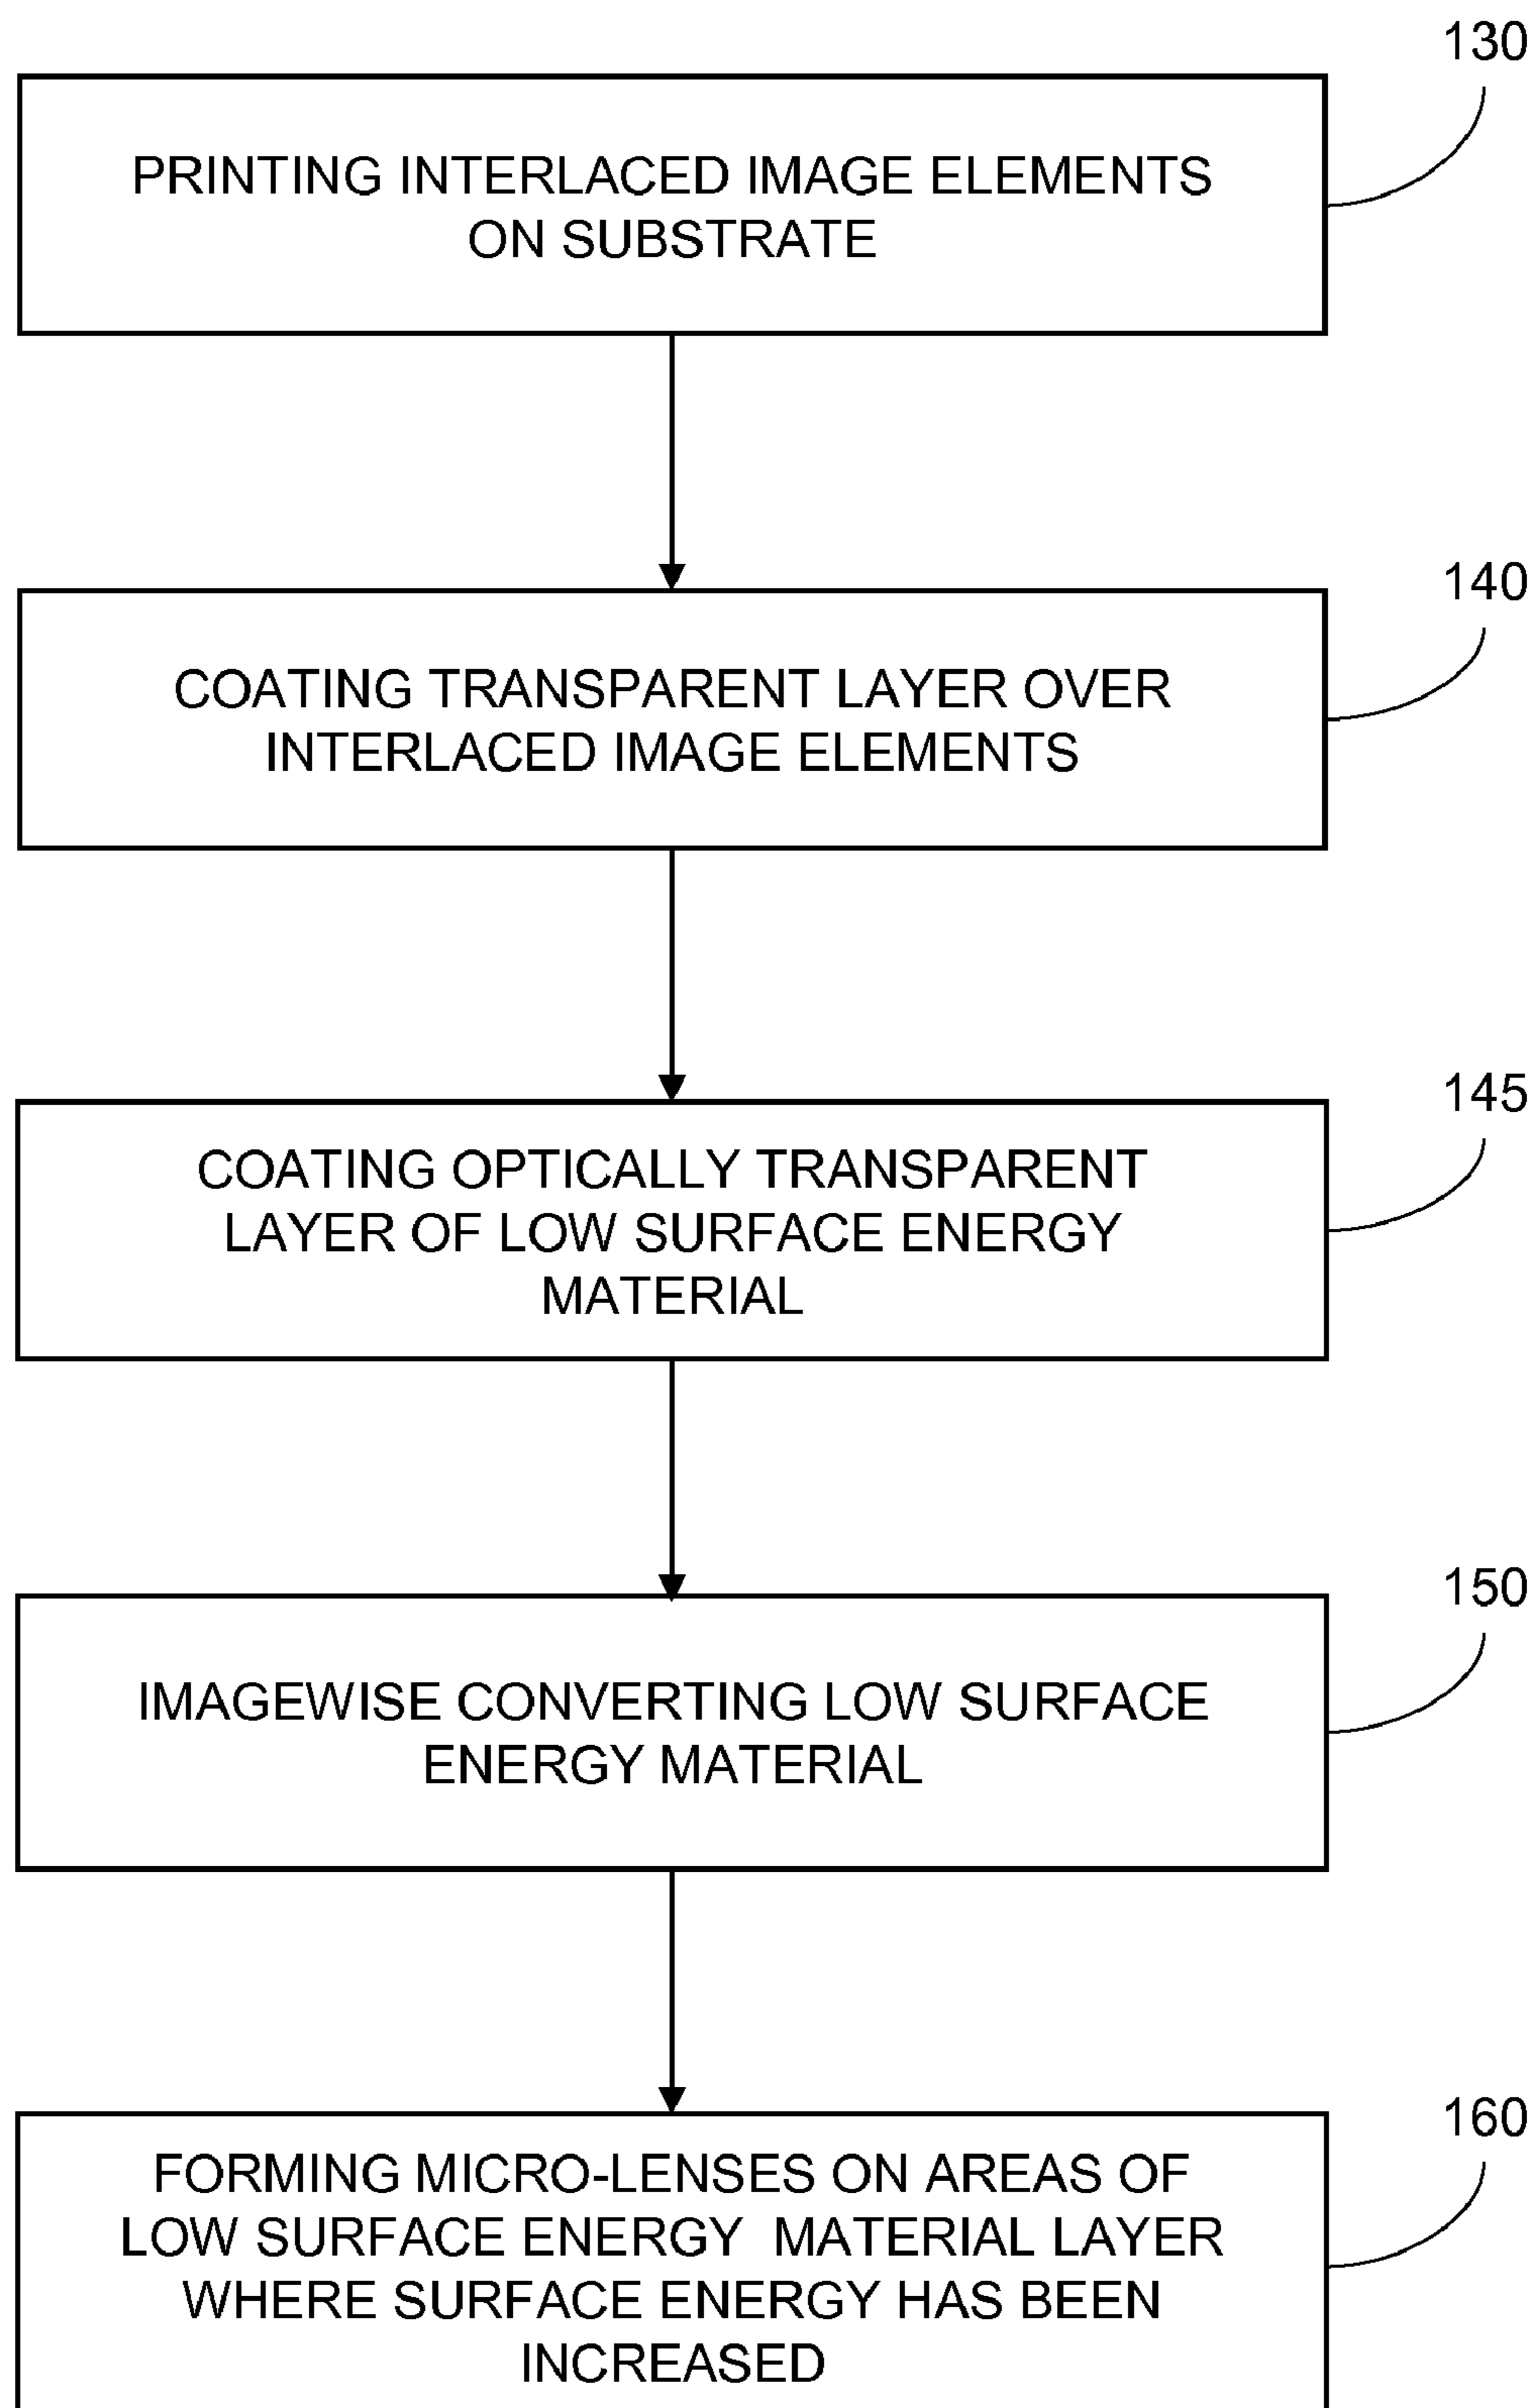 130
PRINTING INTERLACED IMAGE ELEMENTS
ON SUBSTRATE
140
COATING TRANSPARENT LAYER OVER
INTERLACED IMAGE ELEMENTS
145
COATING OPTICALLY TRANSPARENT
LAYER OF LOW SURFACE ENERGY
MATERIAL
150
IMAGEWISE CONVERTING LOW SURFACE
ENERGY MATERIAL
160
FORMING MICRO-LENSES ON AREAS OF
LOW SURFACE ENERGY MATERIAL LAYER
WHERE SURFACE ENERGY HAS BEEN
INCREASED